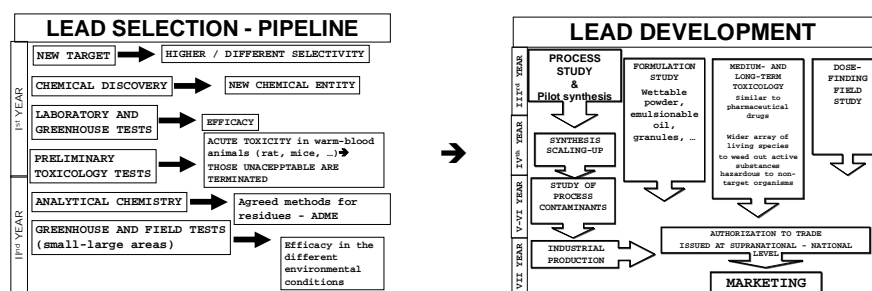 LEAD SELECTION - PIPELINE
Ist YEAR
NEW TARGET
HIGHER / DIFFERENT SELECTIVITY
CHEMICAL DISCOVERY
NEW CHEMICAL ENTITY
LABORATORY AND
GREENHOUSE TESTS
EFFICACY
PRELIMINARY
TOXICOLOGY TESTS
ACUTE TOXICITY in warm-blood
animals (rat, mice, …)➔
THOSE UNACEPPTABLE ARE
TERMINATED
IInd YEAR
ANALYTICAL CHEMISTRY
Agreed methods for
residues - ADME
GREENHOUSE AND FIELD TESTS
(small-large areas)
Efficacy in the
different
environmental
conditions
LEAD DEVELOPMENT
IIIrd YEAR
PROCESS
STUDY
&
Pilot synthesis
IVth YEAR
SYNTHESIS
SCALING-UP
V-VI YEAR
STUDY OF
PROCESS
CONTAMINANTS
VII YEAR
INDUSTRIAL
PRODUCTION
FORMULATION
STUDY
Wettable
powder,
emulsionable
oil,
granules, …
MEDIUM- AND
LONG-TERM
TOXICOLOGY
Similar to
pharmaceutical
drugs
Wider array of
living species
to weed out active
substances
hazardous to non-
target organisms
DOSE-
FINDING
FIELD
STUDY
AUTHORIZATION TO TRADE
ISSUED AT SUPRANATIONAL - NATIONAL
LEVEL
MARKETING